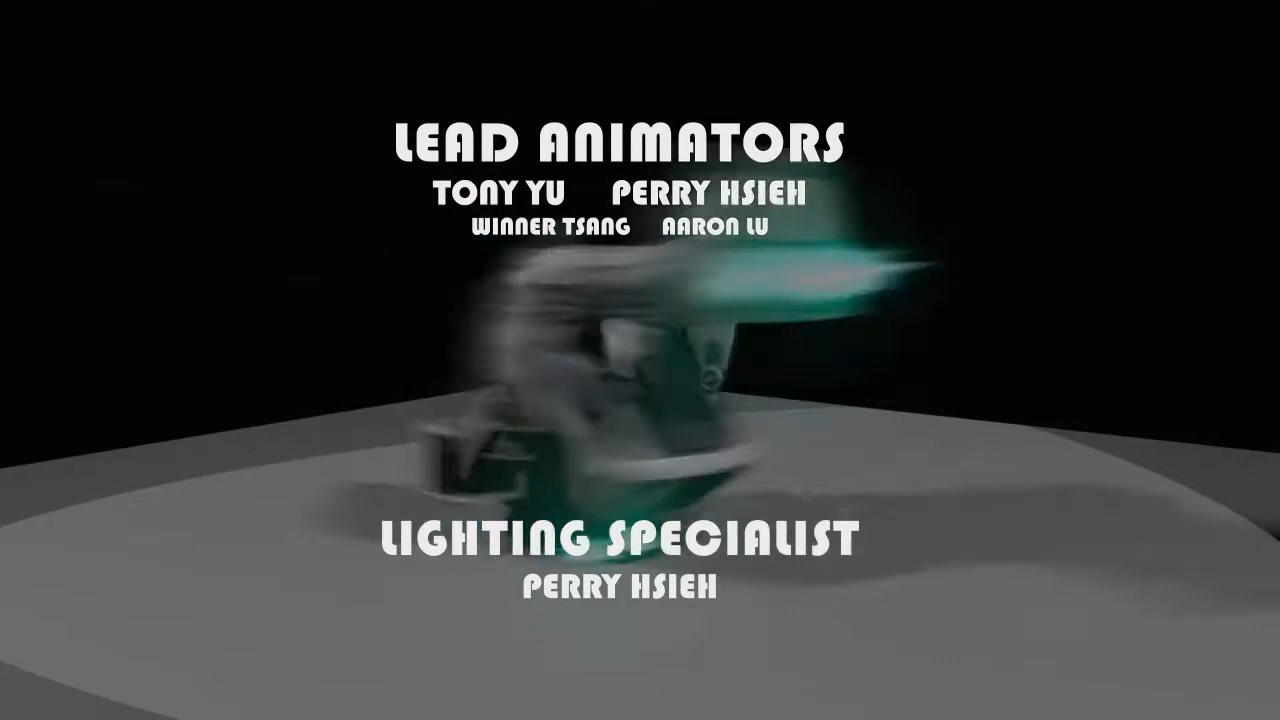 LEAD ANIMATORS
TONY YU PERRY HSIEH
WINNER TSANG AARON LU
LIGHTING SPECIALIST
PERRY HSIEH